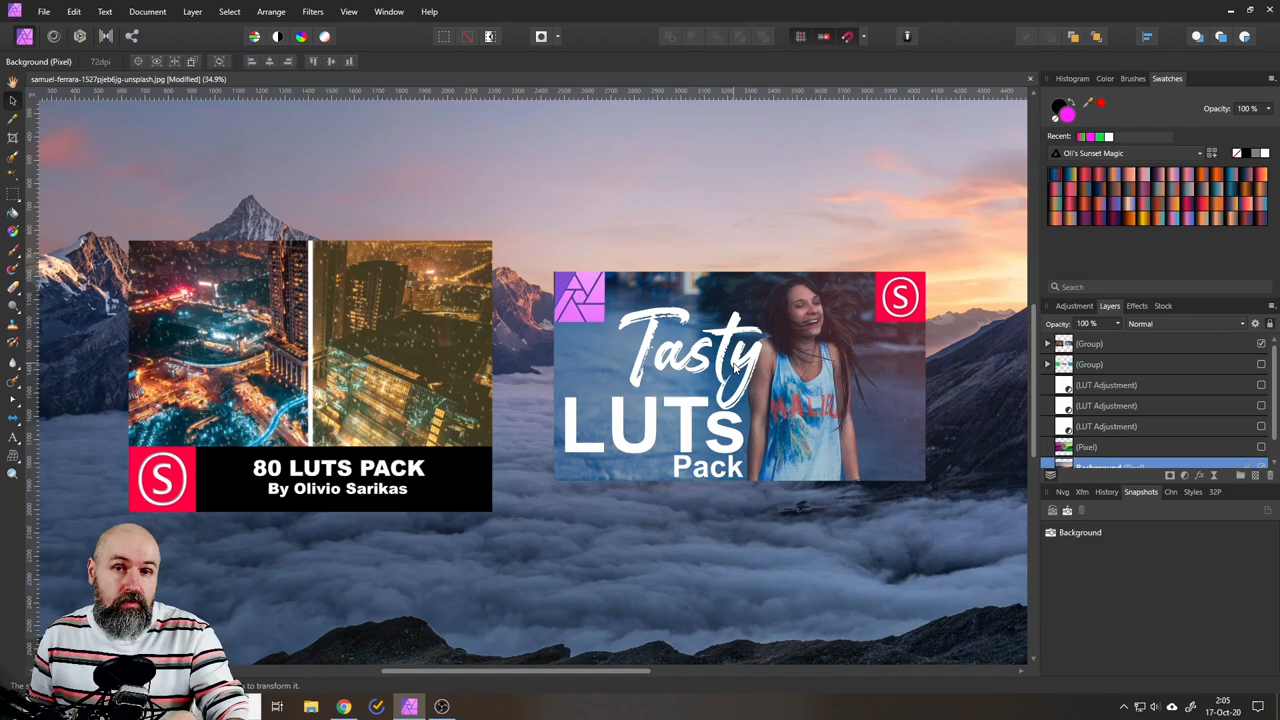 File Edit Text Document Layer Select Arrange Filters View Window Help
Background (Pixel) 72dpi
samuel-ferrara-1527pjeb6jg-unsplash.jpg [Modified] (34.9%)
Histogram Color Brushes Swatches
Opacity: 100 %
Recent:
Oli's Sunset Magic
Search
Adjustment Layers Effects Stock
Opacity: 100 % Normal
(Group)
(Group)
(LUT Adjustment)
(LUT Adjustment)
(LUT Adjustment)
(Pixel)
Background (Pixel)
Nvg Xfm History Snapshots Chn Styles 32P
Background
80 LUTS PACK
By Olivio Sarikas
S
Tasty
LUTS
Pack
S
MALIBU
to transform it.
2:05
17-Oct-20